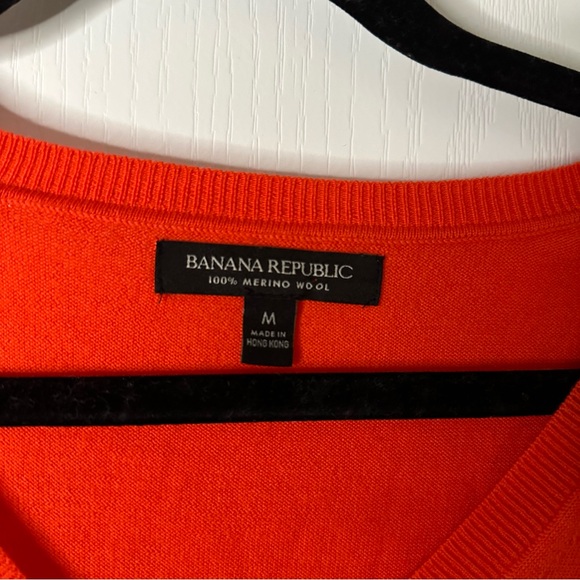 BANANA REPUBLIC
100% MERINO WOOL
M
MADE IN
HONG KONG